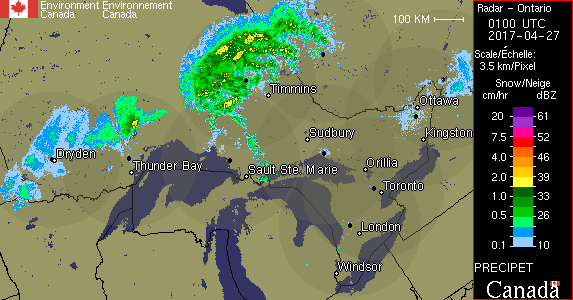 Environment Environnement
Canada Canada
100 KM
Timmins
Ottawa
Sudbury
Kingston
Dryden
Thunder Bay
Sault Ste. Marie
Orillia
Toronto
London
Windsor
Radar - Ontario
0100 UTC
2017-04-27
Scale/Échelle:
3.5 km/Pixel
Snow/Neige
cm/hr dBZ
20 61
7.5 57
5.0 52
4.0 46
2.0 39
1.0 33
0.5 26
0.1 10
PRECIPET
Canada